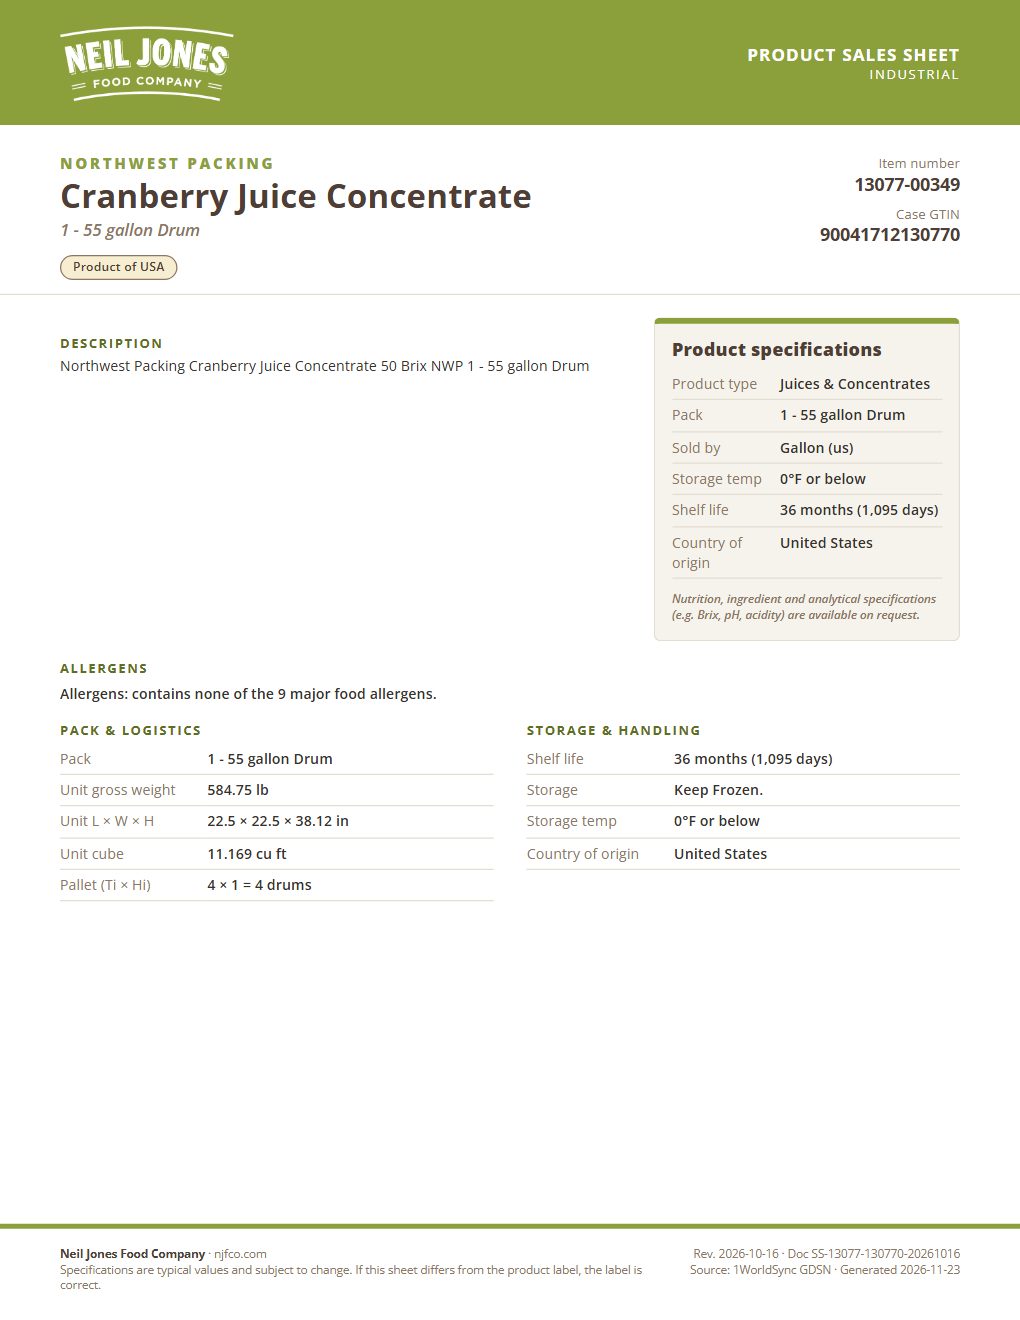 NEIL JONES
FOOD COMPANY
PRODUCT SALES SHEET
INDUSTRIAL
NORTHWEST PACKING
Cranberry Juice Concentrate
1 - 55 gallon Drum
Product of USA
Item number
13077-00349
Case GTIN
90041712130770
DESCRIPTION
Northwest Packing Cranberry Juice Concentrate 50 Brix NWP 1 - 55 gallon Drum
Product specifications
Product type Juices & Concentrates
Pack 1 - 55 gallon Drum
Sold by Gallon (us)
Storage temp 0°F or below
Shelf life 36 months (1,095 days)
Country of origin United States
Nutrition, ingredient and analytical specifications
(e.g. Brix, pH, acidity) are available on request.
ALLERGENS
Allergens: contains none of the 9 major food allergens.
PACK & LOGISTICS
Pack 1 - 55 gallon Drum
Unit gross weight 584.75 lb
Unit L × W × H 22.5 × 22.5 × 38.12 in
Unit cube 11.169 cu ft
Pallet (Ti × Hi) 4 × 1 = 4 drums
STORAGE & HANDLING
Shelf life 36 months (1,095 days)
Storage Keep Frozen.
Storage temp 0°F or below
Country of origin United States
Neil Jones Food Company · njfco.com
Specifications are typical values and subject to change. If this sheet differs from the product label, the label is
correct.
Rev. 2026-10-16 · Doc SS-13077-130770-20261016
Source: 1WorldSync GDSN · Generated 2026-11-23